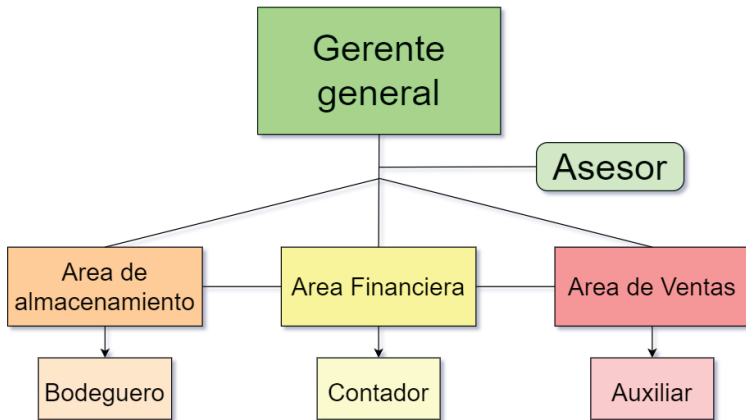 Gerente
general
Asesor
Area de
almacenamiento
Area Financiera
Area de Ventas
Bodeguero
Contador
Auxiliar